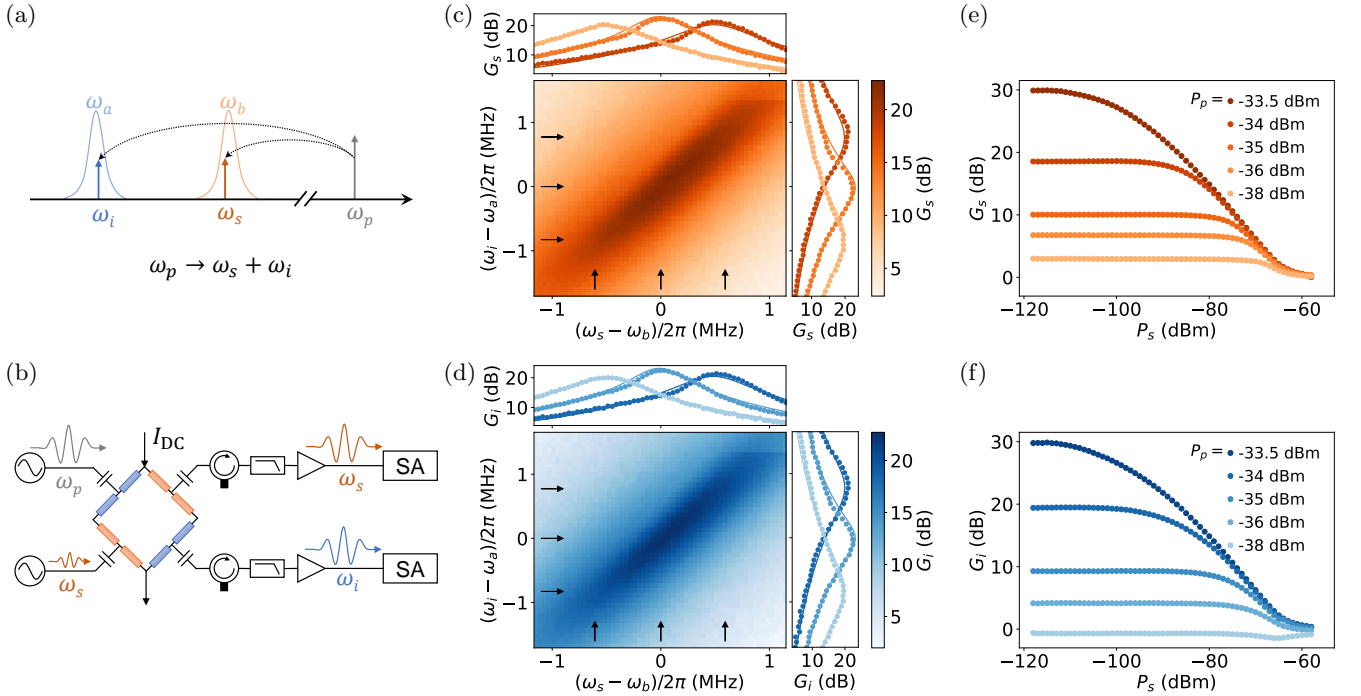 (a)
ω_a
ω_b
ω_i
ω_s
ω_p
ω_p → ω_s + ω_i
(b)
I_DC
ω_p
ω_s
SA
ω_s
ω_i
SA
(c)
G_s (dB)
20
10
(ω_i − ω_a)/2π (MHz)
1
0
−1
−1
0
1
(ω_s − ω_b)/2π (MHz)
10 20
G_s (dB)
20
15
10
5
G_s (dB)
(d)
G_i (dB)
20
10
(ω_i − ω_a)/2π (MHz)
1
0
−1
−1
0
1
(ω_s − ω_b)/2π (MHz)
10 20
G_i (dB)
20
15
10
5
G_i (dB)
(e)
G_s (dB)
30
20
10
0
P_p = -33.5 dBm
-34 dBm
-35 dBm
-36 dBm
-38 dBm
−120
−100
−80
−60
P_s (dBm)
(f)
G_i (dB)
30
20
10
0
P_p = -33.5 dBm
-34 dBm
-35 dBm
-36 dBm
-38 dBm
−120
−100
−80
−60
P_s (dBm)